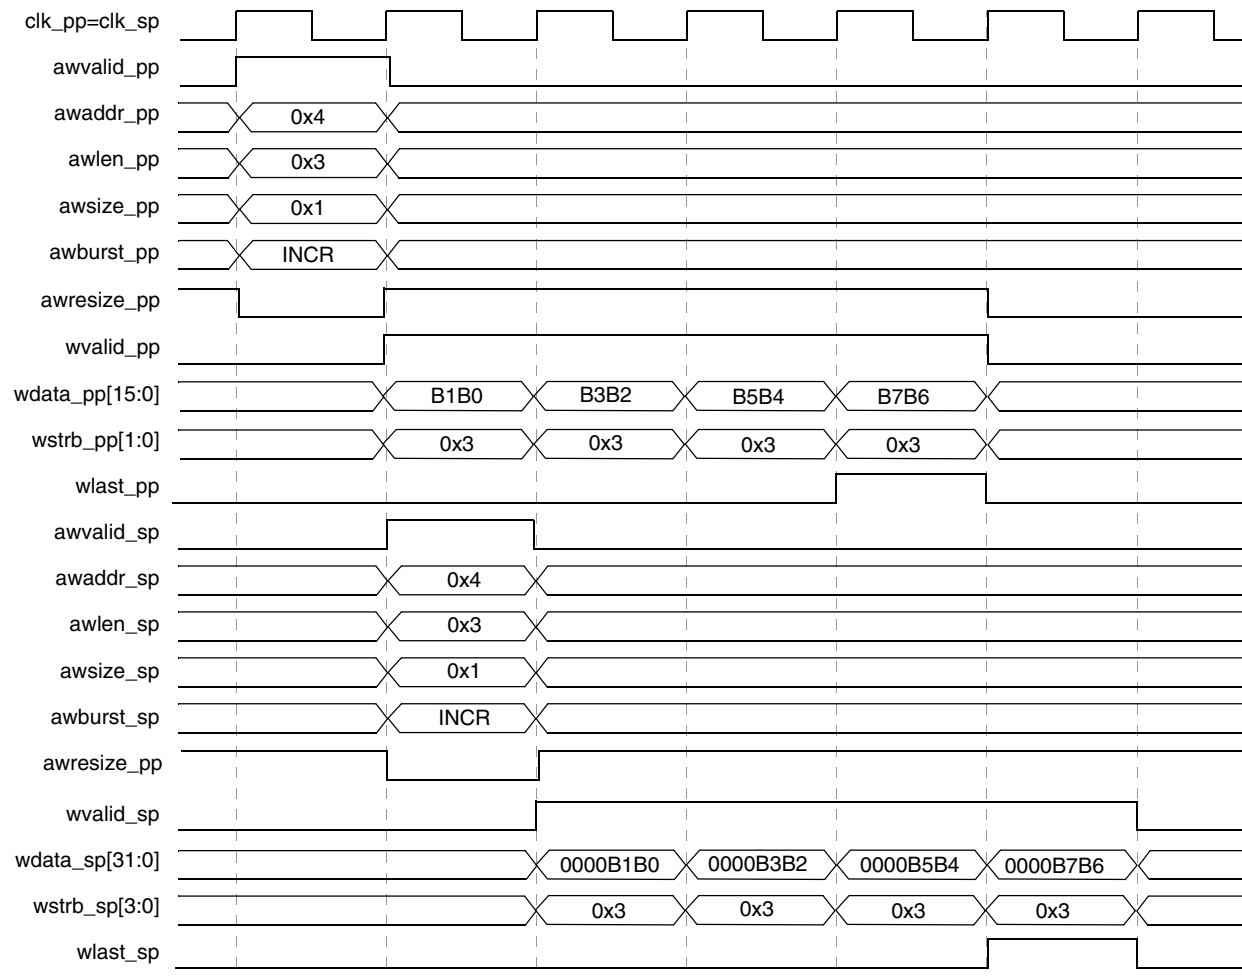 clk_pp=clk_sp
awvalid_pp
awaddr_pp 0x4
awlen_pp 0x3
awsize_pp 0x1
awburst_pp INCR
awresize_pp
wvalid_pp
wdata_pp[15:0] B1B0 B3B2 B5B4 B7B6
wstrb_pp[1:0] 0x3 0x3 0x3 0x3
wlast_pp
awvalid_sp
awaddr_sp 0x4
awlen_sp 0x3
awsize_sp 0x1
awburst_sp INCR
awresize_pp
wvalid_sp
wdata_sp[31:0] 0000B1B0 0000B3B2 0000B5B4 0000B7B6
wstrb_sp[3:0] 0x3 0x3 0x3 0x3
wlast_sp